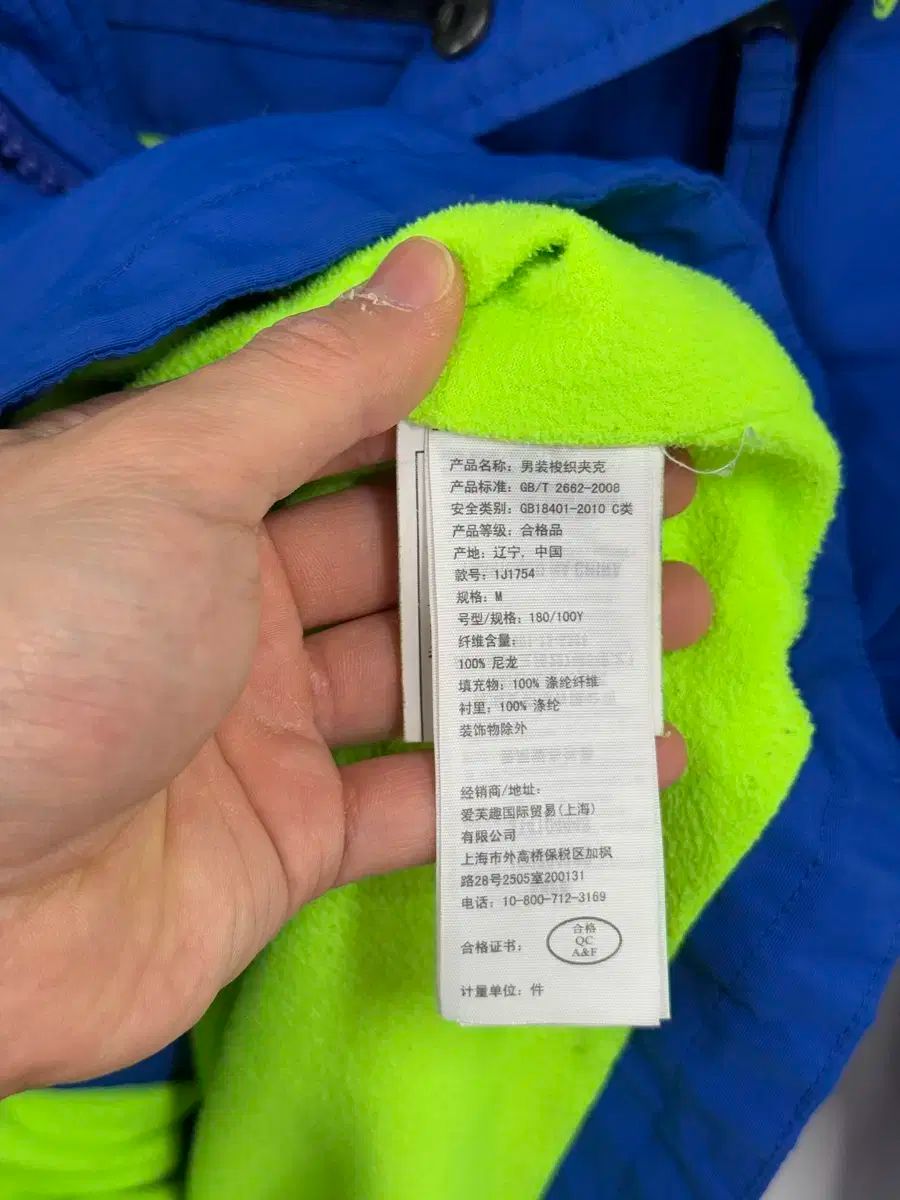 产品名称: 男装梭织夹克
产品标准: GB/T 2662-2008
安全类别: GB18401-2010 C类
产品等级: 合格品
产地: 辽宁, 中国
款号: 1J1754
规格: M
号型/规格: 180/100Y
纤维含量:
100% 尼龙
填充物: 100% 涤纶纤维
衬里: 100% 涤纶
装饰物除外
经销商/地址:
爱芙趣国际贸易(上海)
有限公司
上海市外高桥保税区加枫
路28号2505室200131
电话: 10-800-712-3169
合格证书:
合格
QC
A&F
计量单位: 件